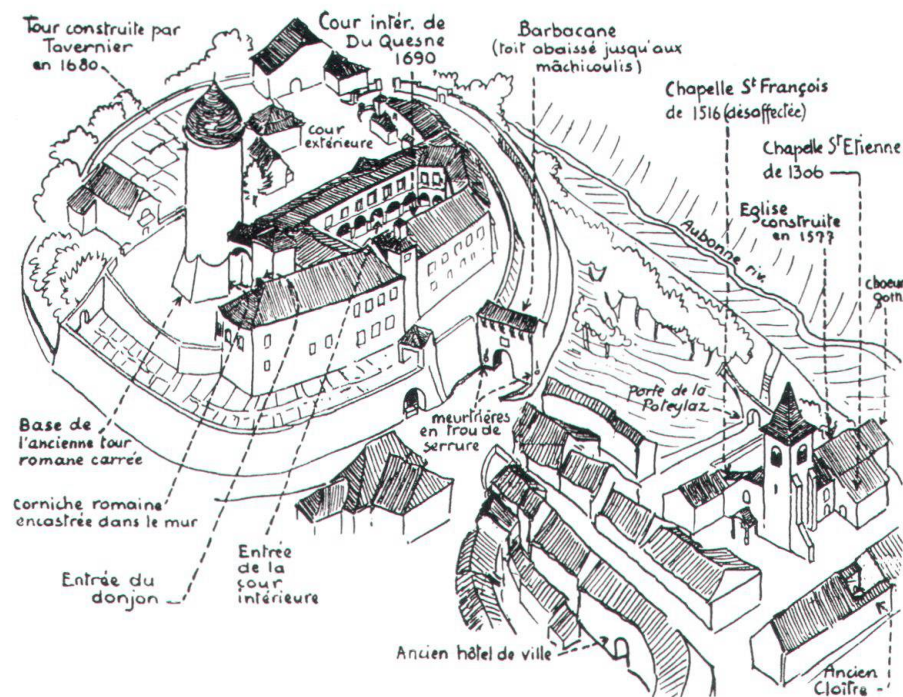 Tour construite par
Tavernier
en 1680
Cour intér. de
Du Quesne
1690
Barbacane
(toit abaissé jusqu'aux
mâchicoulis)
Chapelle St François
de 1516 (désaffectée)
Chapelle St Etienne
de 1306
Eglise
construite
en 1577
choeur
goth
Aubonne riv.
cour
extérieure
porte de la
Poteylaz
meurtrières
en trou de
serrure
Base de
l'ancienne tour
romane carrée
Corniche romaine
encastrée dans le mur
Entrée du
donjon
Entrée
de la
cour
intérieure
Ancien hôtel de ville
Ancien
Cloître